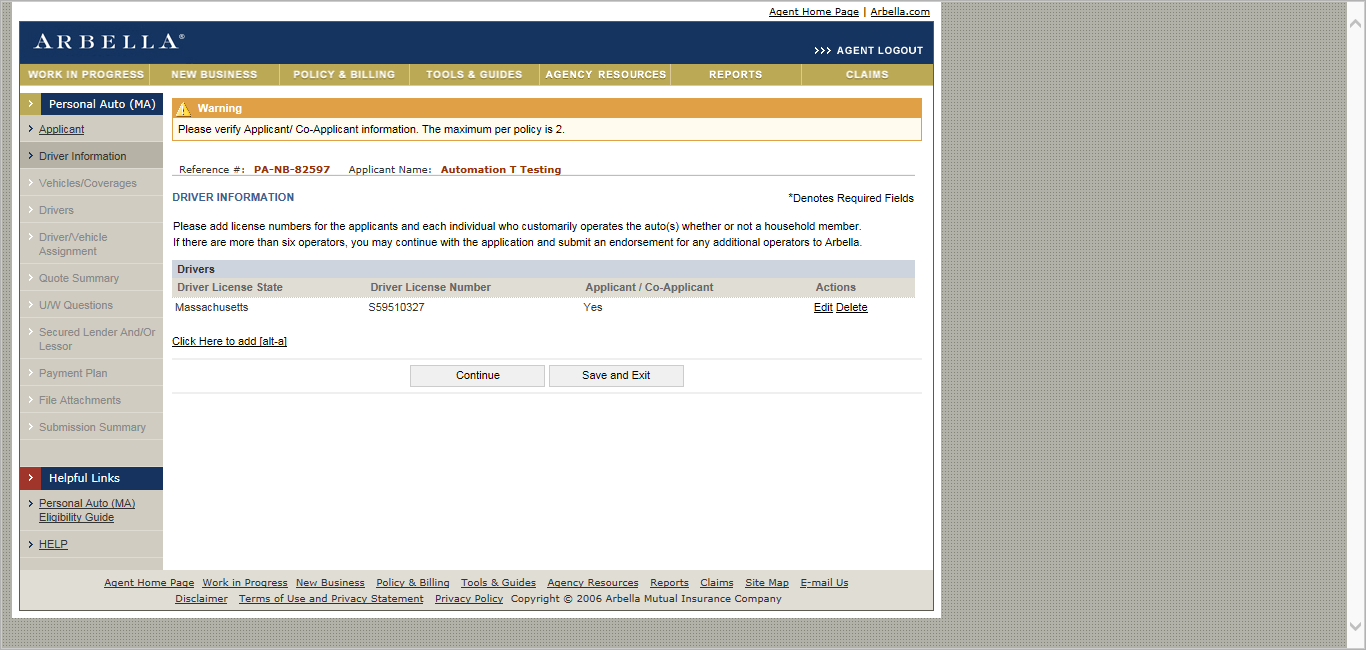 Agent Home Page | Arbella.com
ARBELLA®
>>> AGENT LOGOUT
WORK IN PROGRESS NEW BUSINESS POLICY & BILLING TOOLS & GUIDES AGENCY RESOURCES REPORTS CLAIMS
Personal Auto (MA)
Applicant
Driver Information
Vehicles/Coverages
Drivers
Driver/Vehicle
Assignment
Quote Summary
U/W Questions
Secured Lender And/Or
Lessor
Payment Plan
File Attachments
Submission Summary
Helpful Links
Personal Auto (MA)
Eligibility Guide
HELP
Warning
Please verify Applicant/ Co-Applicant information. The maximum per policy is 2.
Reference #: PA-NB-82597 Applicant Name: Automation T Testing
DRIVER INFORMATION
*Denotes Required Fields
Please add license numbers for the applicants and each individual who customarily operates the auto(s) whether or not a household member.
If there are more than six operators, you may continue with the application and submit an endorsement for any additional operators to Arbella.
Drivers
Driver License State Driver License Number Applicant / Co-Applicant Actions
Massachusetts S59510327 Yes Edit Delete
Click Here to add [alt-a]
Continue Save and Exit
Agent Home Page Work in Progress New Business Policy & Billing Tools & Guides Agency Resources Reports Claims Site Map E-mail Us
Disclaimer Terms of Use and Privacy Statement Privacy Policy Copyright © 2006 Arbella Mutual Insurance Company